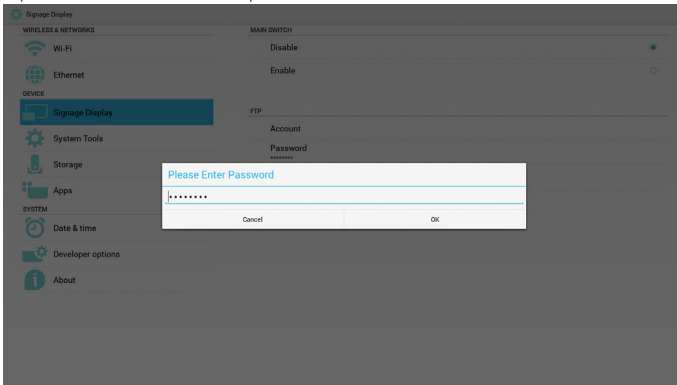 Signage Display
WIRELESS & NETWORKS
Wi-Fi
Ethernet
DEVICE
Signage Display
System Tools
Storage
Apps
SYSTEM
Date & time
Developer options
About
MAIN SWITCH
Disable
Enable
FTP
Account
Password
********
Please Enter Password
••••••••
Cancel
OK